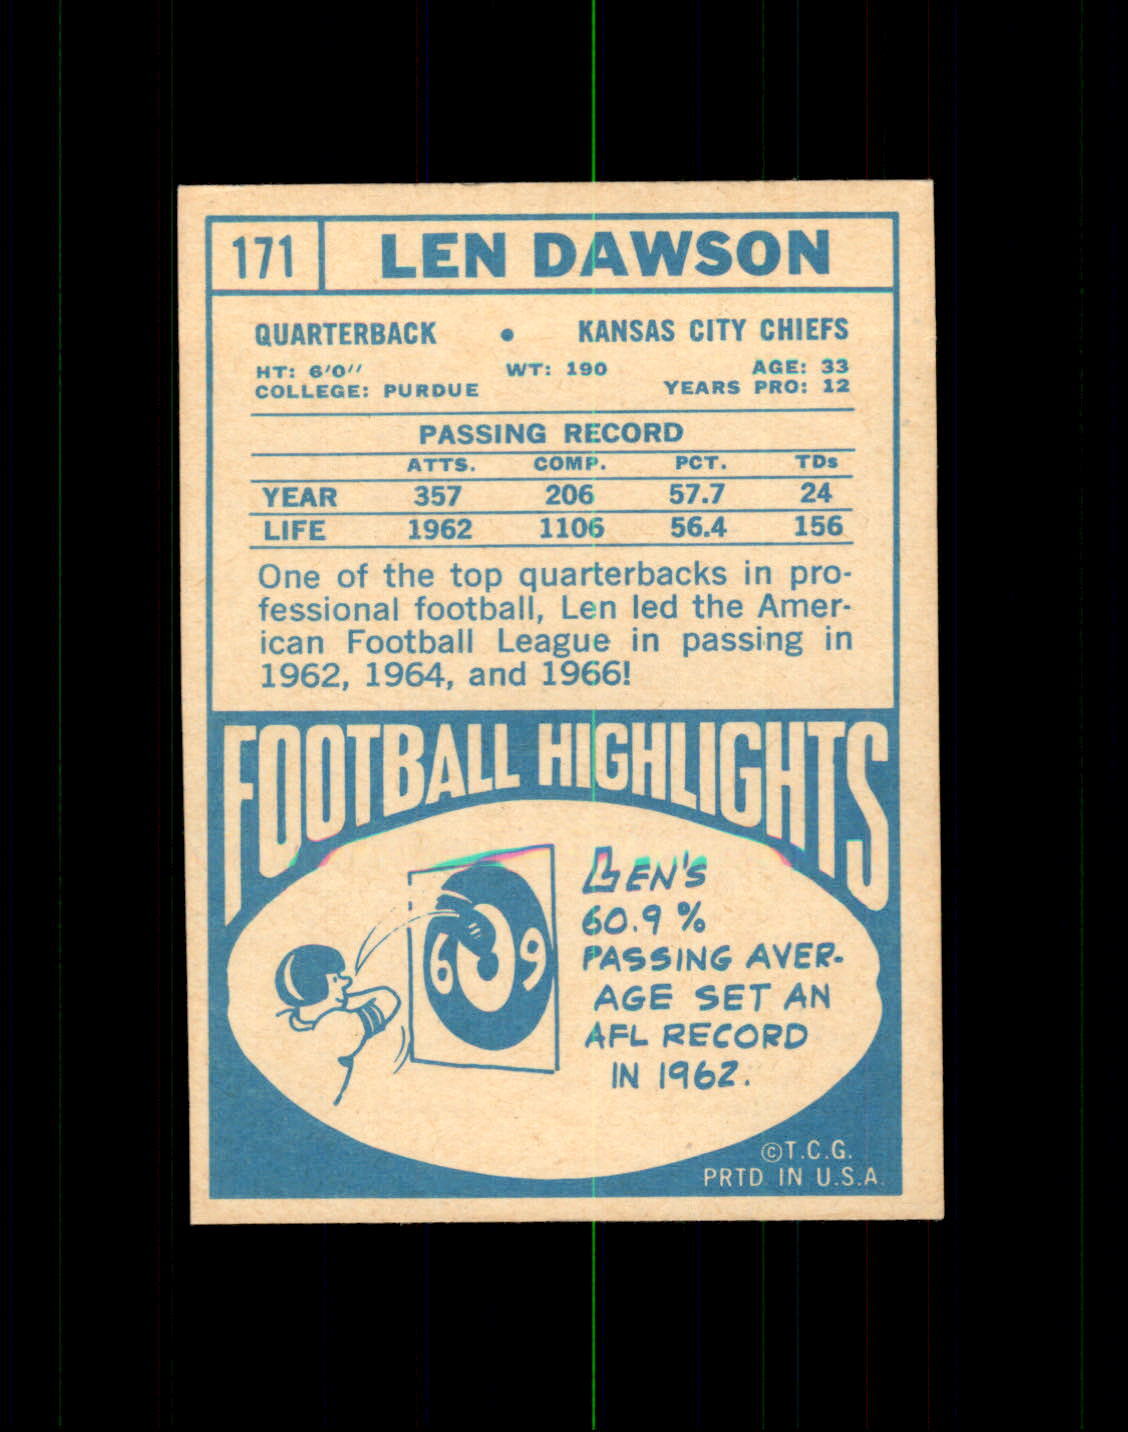 171 LEN DAWSON
QUARTERBACK • KANSAS CITY CHIEFS
HT: 6'0" WT: 190 AGE: 33
COLLEGE: PURDUE YEARS PRO: 12
PASSING RECORD
ATTS. COMP. PCT. TDs
YEAR 357 206 57.7 24
LIFE 1962 1106 56.4 156
One of the top quarterbacks in pro-
fessional football, Len led the Amer-
ican Football League in passing in
1962, 1964, and 1966!
FOOTBALL HIGHLIGHTS
60 9
LEN'S
60.9 %
PASSING AVER-
AGE SET AN
AFL RECORD
IN 1962.
©T.C.G.
PRTD IN U.S.A.